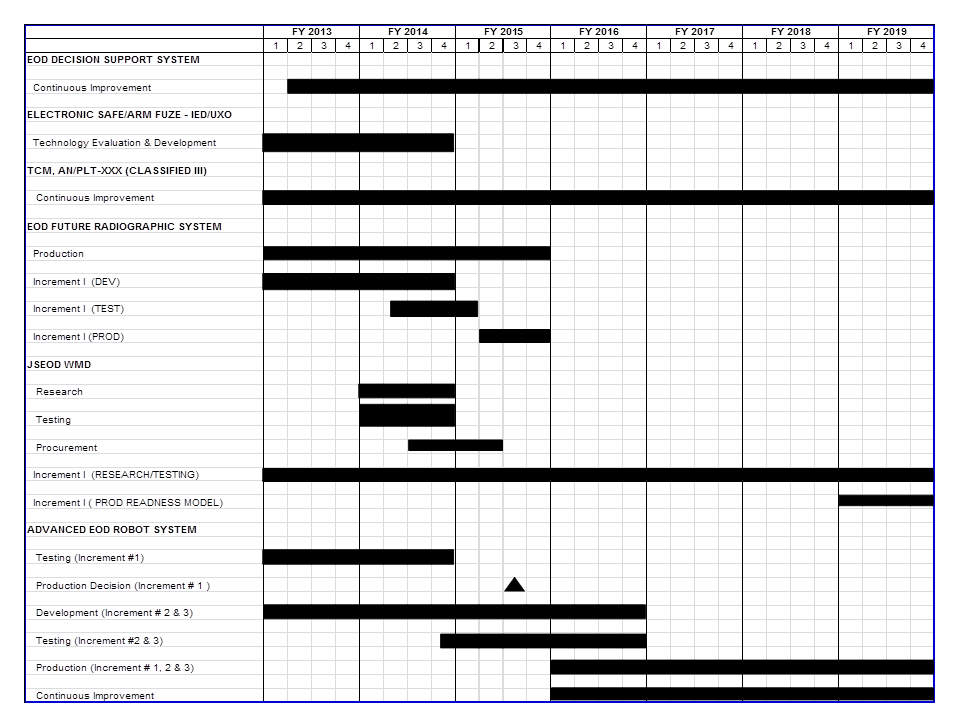 FY 2013 FY 2014 FY 2015 FY 2016 FY 2017 FY 2018 FY 2019
1 2 3 4 1 2 3 4 1 2 3 4 1 2 3 4 1 2 3 4 1 2 3 4 1 2 3 4
EOD DECISION SUPPORT SYSTEM
Continuous Improvement
ELECTRONIC SAFE/ARM FUZE - IED/UXO
Technology Evaluation & Development
TCM, AN/PLT-XXX (CLASSIFIED III)
Continuous Improvement
EOD FUTURE RADIOGRAPHIC SYSTEM
Production
Increment I (DEV)
Increment I (TEST)
Increment I (PROD)
JSEOD WMD
Research
Testing
Procurement
Increment I (RESEARCH/TESTING)
Increment I ( PROD READNESS MODEL)
ADVANCED EOD ROBOT SYSTEM
Testing (Increment #1)
Production Decision (Increment # 1 )
Development (Increment # 2 & 3)
Testing (Increment #2 & 3)
Production (Increment # 1, 2 & 3)
Continuous Improvement